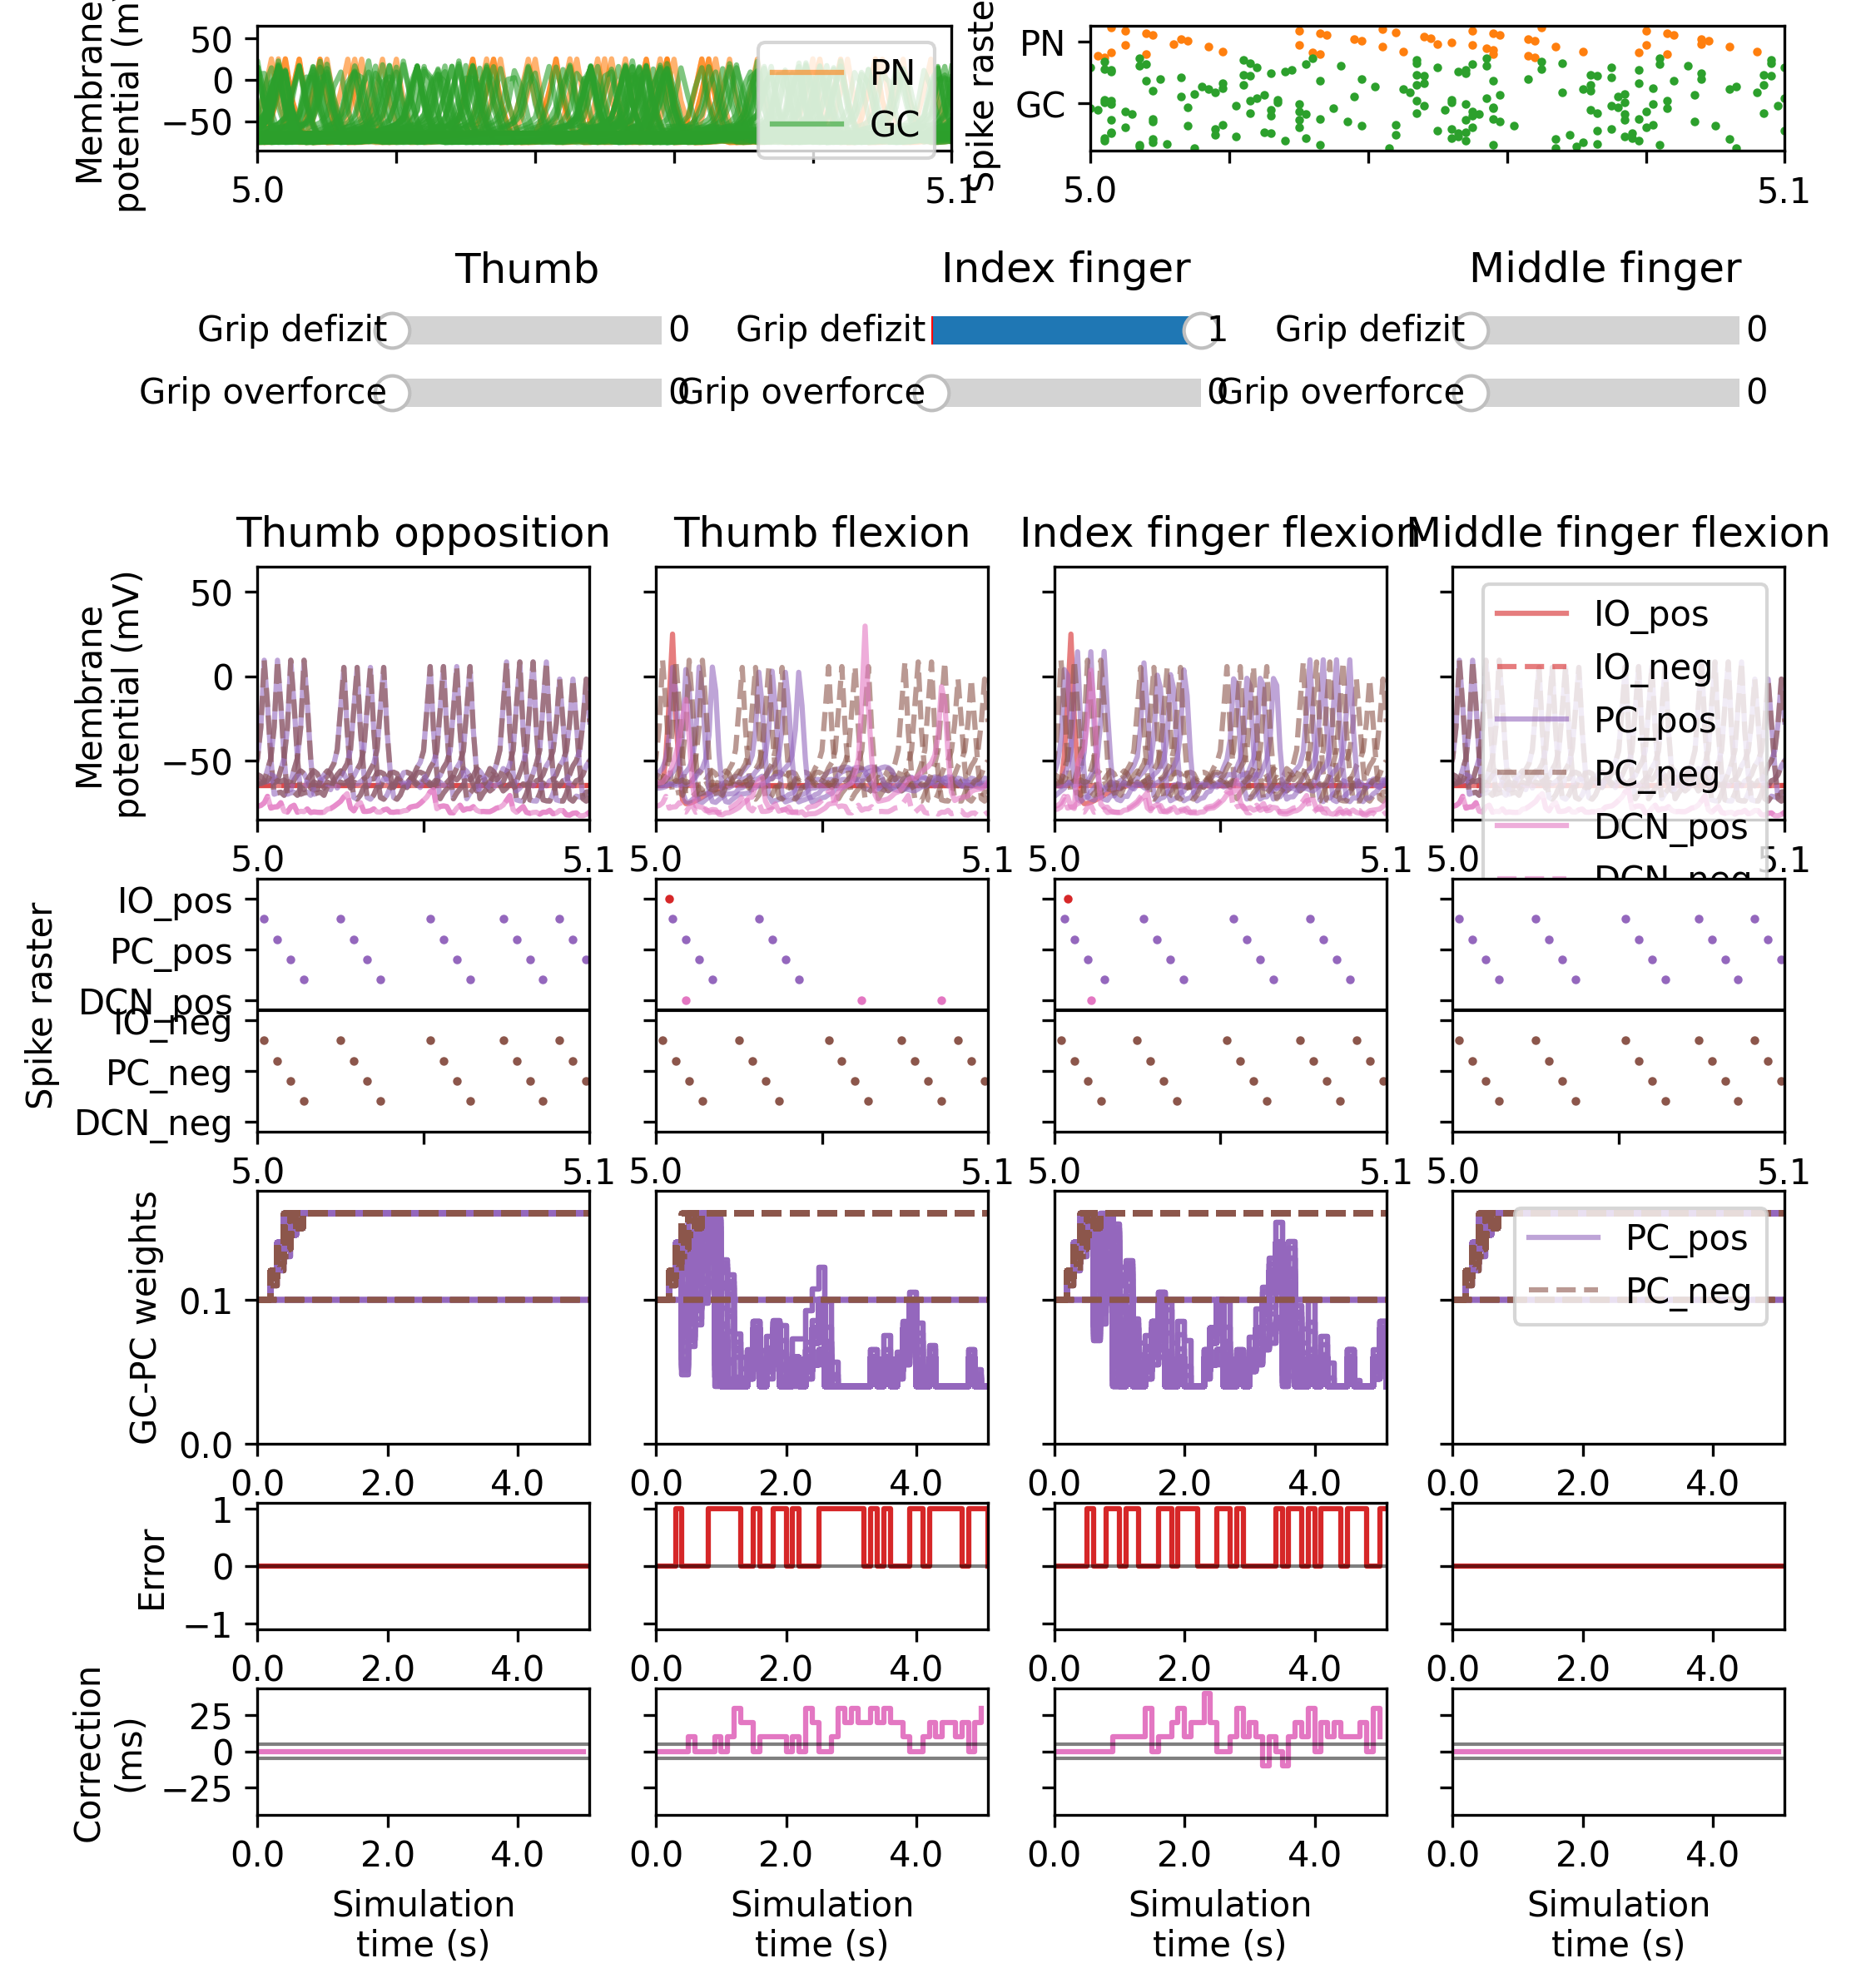 Membrane
potential (m
50
0
−50
PN
GC
5.0
5.1
Spike raste
PN
GC
5.0
5.1
Thumb
Index finger
Middle finger
Grip defizit
0
Grip defizit
1
Grip defizit
0
Grip overforce
0
Grip overforce
0
Grip overforce
0
Thumb opposition
Thumb flexion
Index finger flexion
Middle finger flexion
Membrane
potential (mV)
50
0
−50
IO_pos
IO_neg
PC_pos
PC_neg
DCN_pos
DCN_neg
5.0
5.1
5.0
5.1
5.0
5.1
5.0
5.1
Spike raster
IO_pos
PC_pos
DCN_pos
IO_neg
PC_neg
DCN_neg
5.0
5.1
5.0
5.1
5.0
5.1
5.0
5.1
GC-PC weights
0.1
0.0
PC_pos
PC_neg
0.0 2.0 4.0
0.0 2.0 4.0
0.0 2.0 4.0
0.0 2.0 4.0
Error
1
0
−1
0.0 2.0 4.0
0.0 2.0 4.0
0.0 2.0 4.0
0.0 2.0 4.0
Correction
(ms)
25
0
−25
0.0 2.0 4.0
0.0 2.0 4.0
0.0 2.0 4.0
0.0 2.0 4.0
Simulation
time (s)
Simulation
time (s)
Simulation
time (s)
Simulation
time (s)